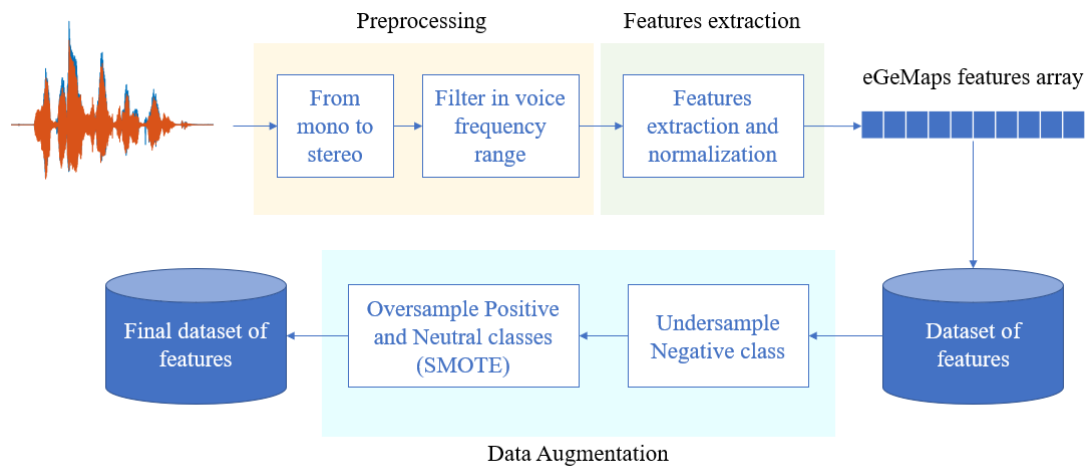 Preprocessing
Features extraction
From
mono to
stereo
Filter in voice
frequency
range
Features
extraction and
normalization
eGeMaps features array
Final dataset of
features
Oversample Positive
and Neutral classes
(SMOTE)
Undersample
Negative class
Dataset of
features
Data Augmentation